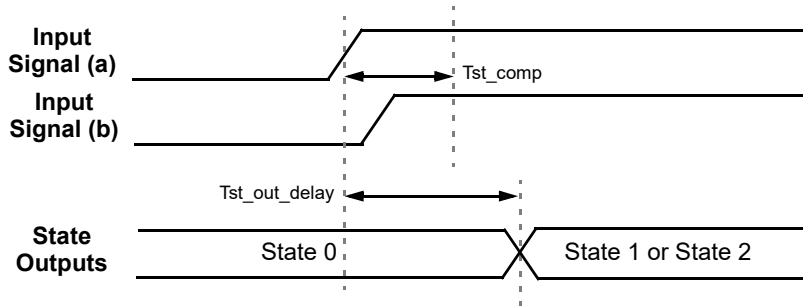 Input
Signal (a)
Tst_comp
Input
Signal (b)
Tst_out_delay
State
Outputs
State 0
State 1 or State 2